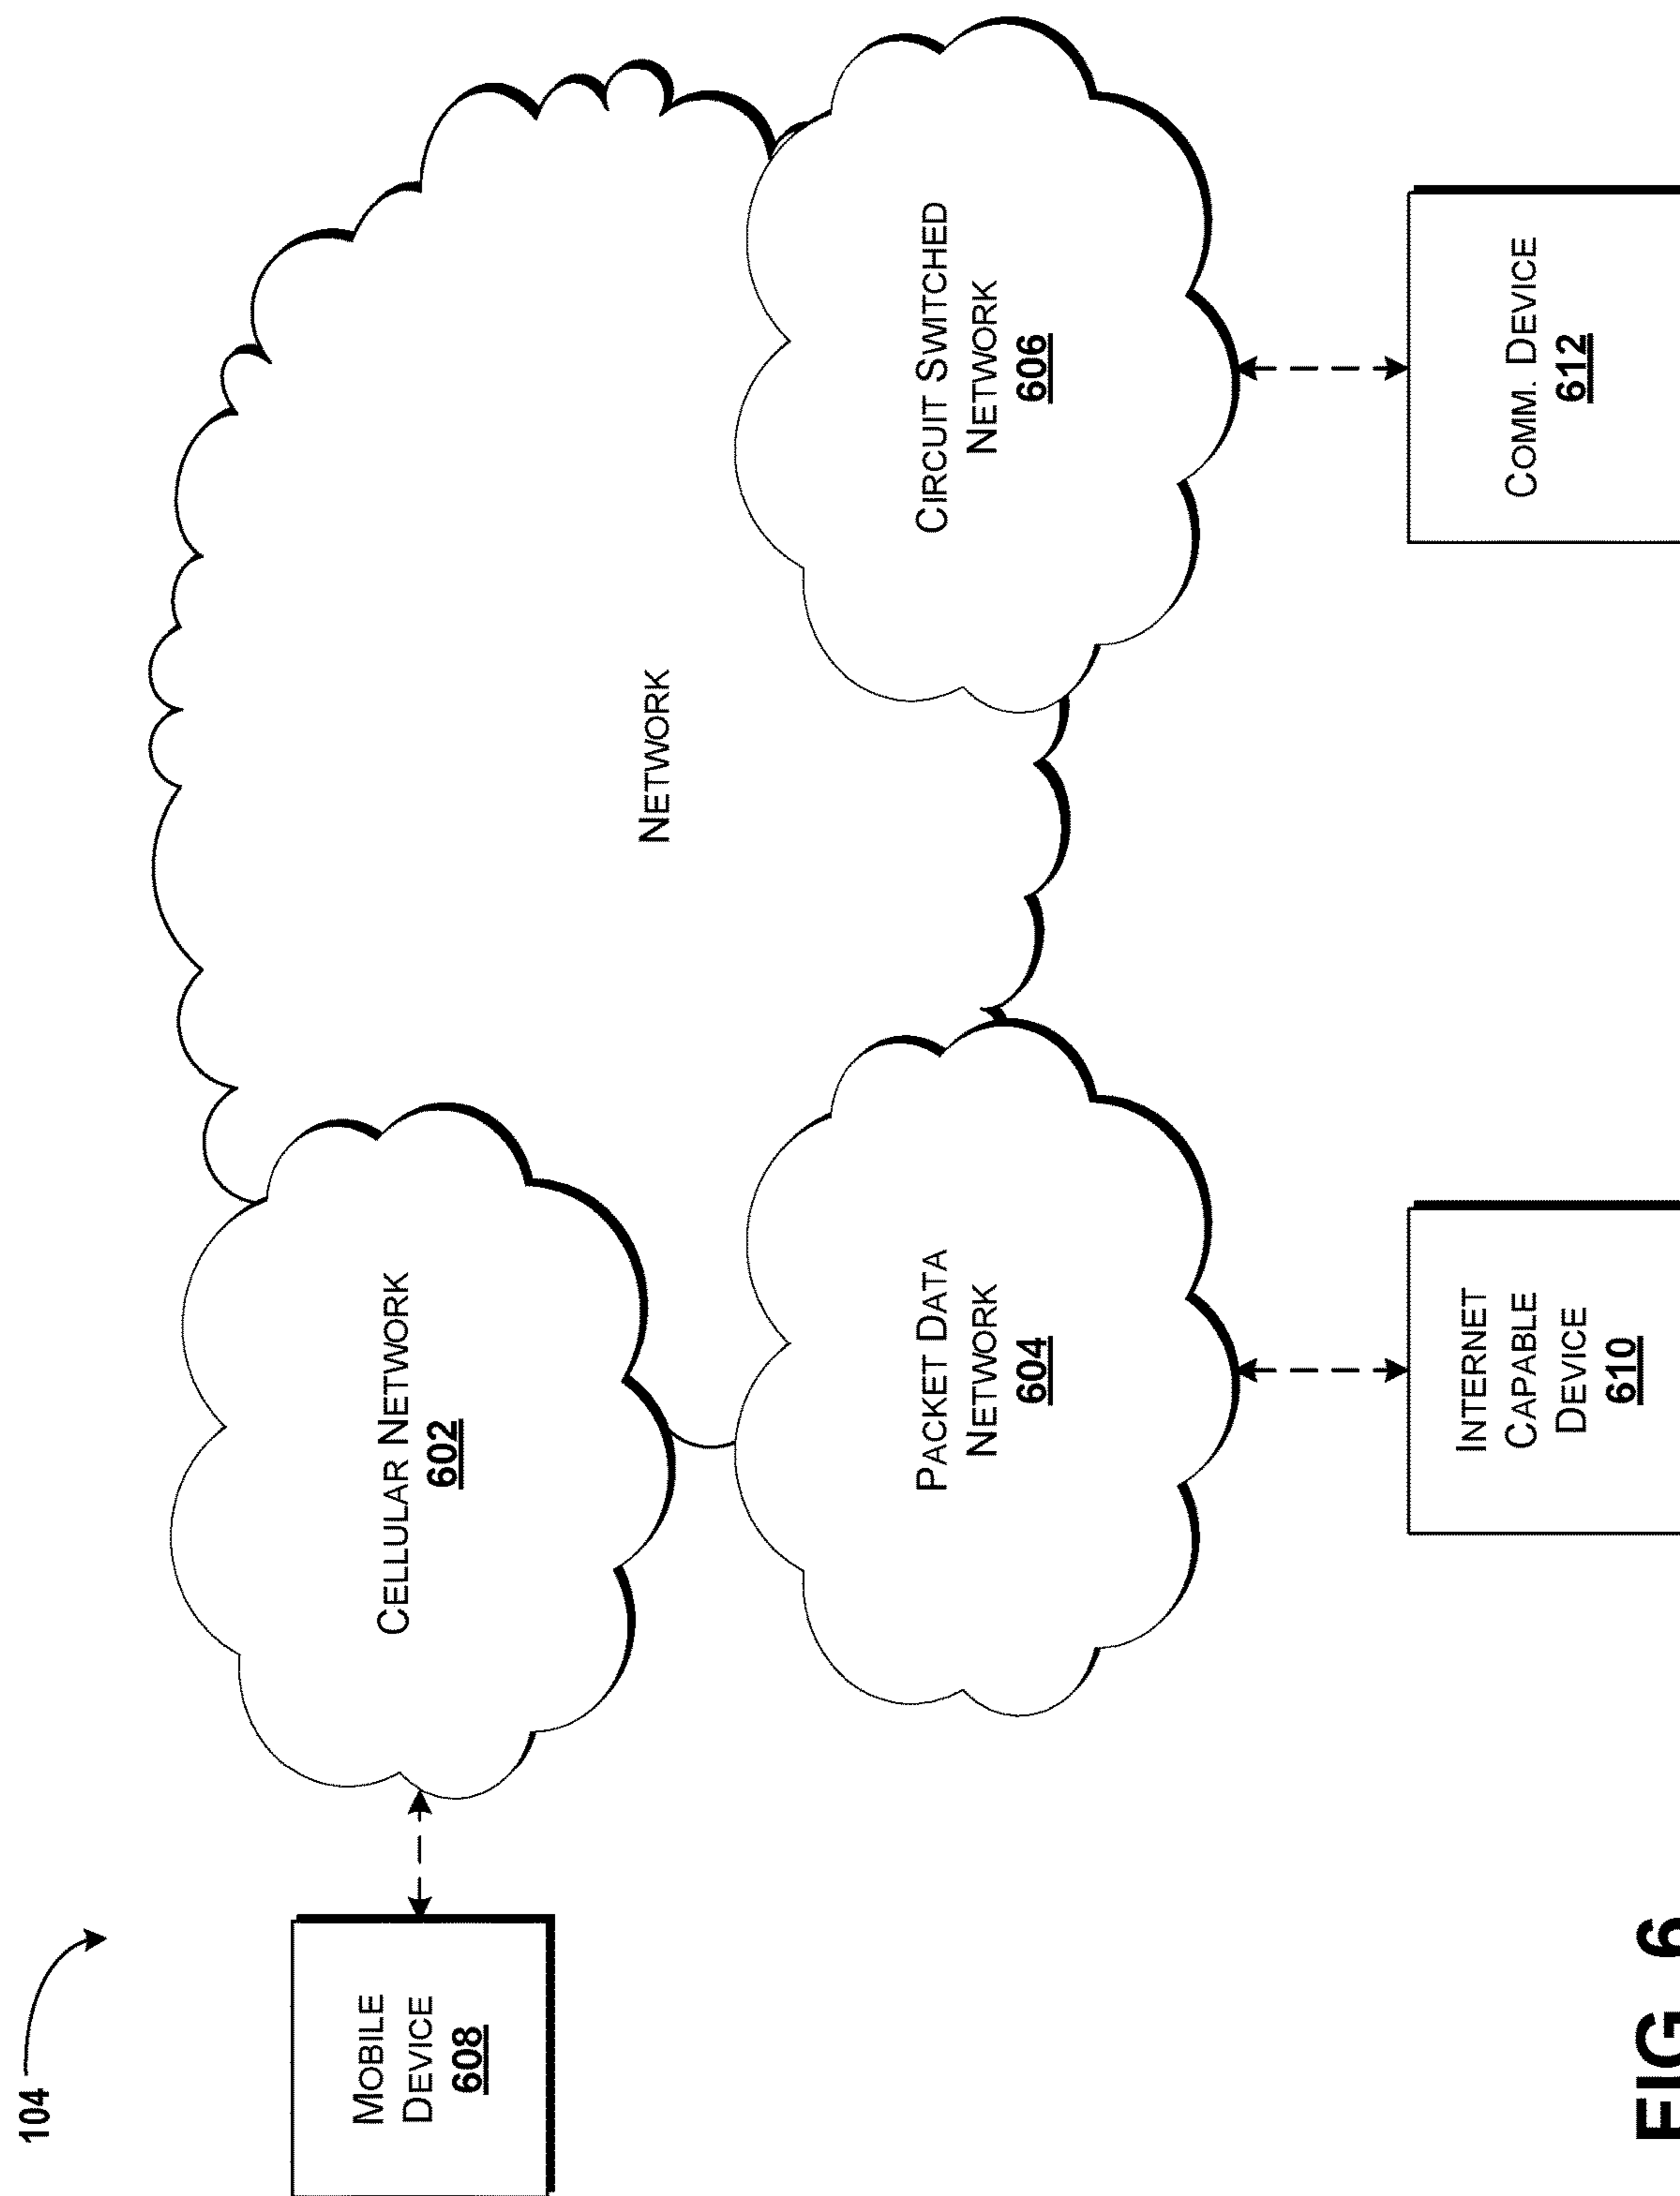 104
MOBILE
DEVICE
608
CELLULAR NETWORK
602
NETWORK
PACKET DATA
NETWORK
604
CIRCUIT SWITCHED
NETWORK
606
INTERNET
CAPABLE
DEVICE
610
COMM. DEVICE
612
FIG. 6